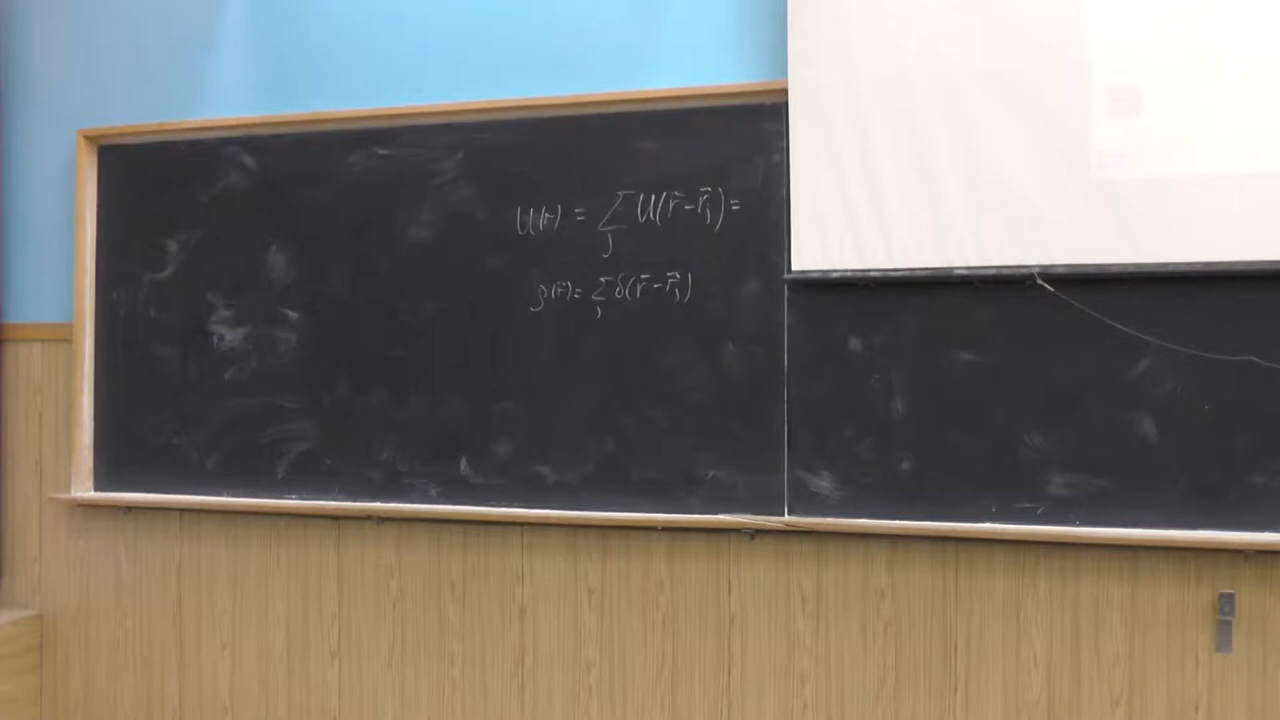 U(r) = ∑_j U(r⃗ - r⃗_j) =
ρ(r⃗) = ∑_j δ(r⃗ - r⃗_j)